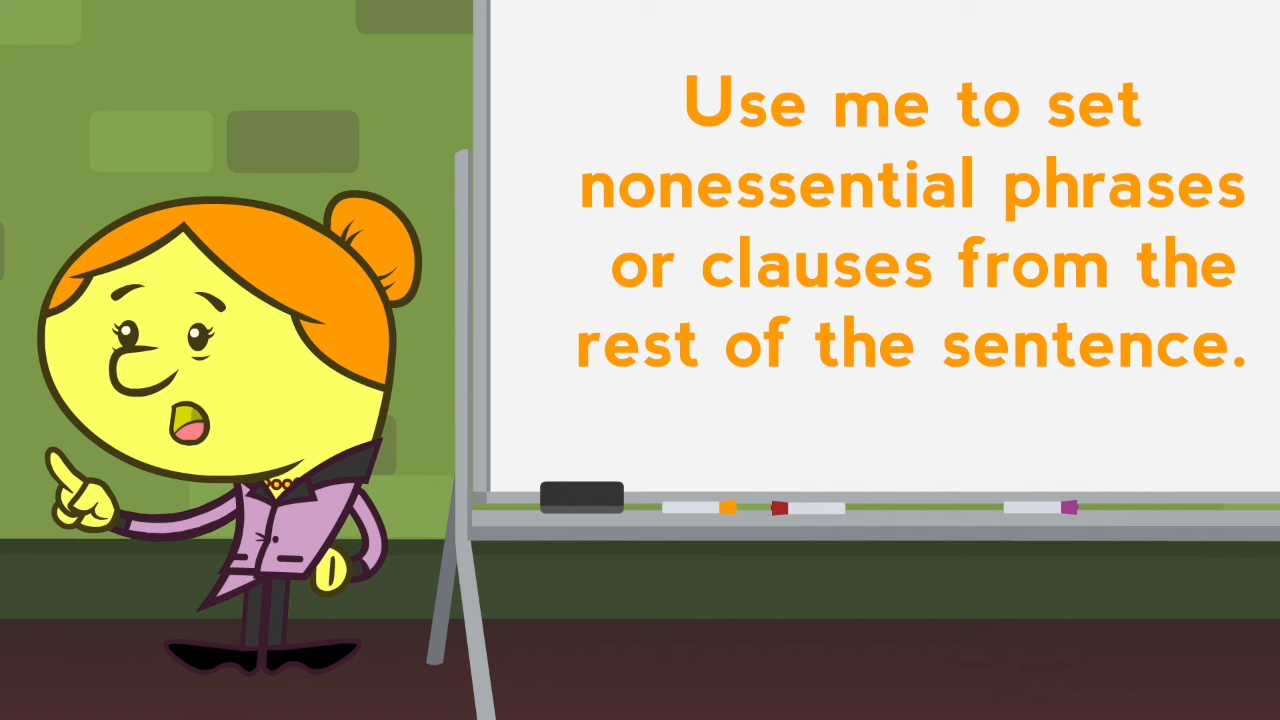 Use me to set
nonessential phrases
or clauses from the
rest of the sentence.